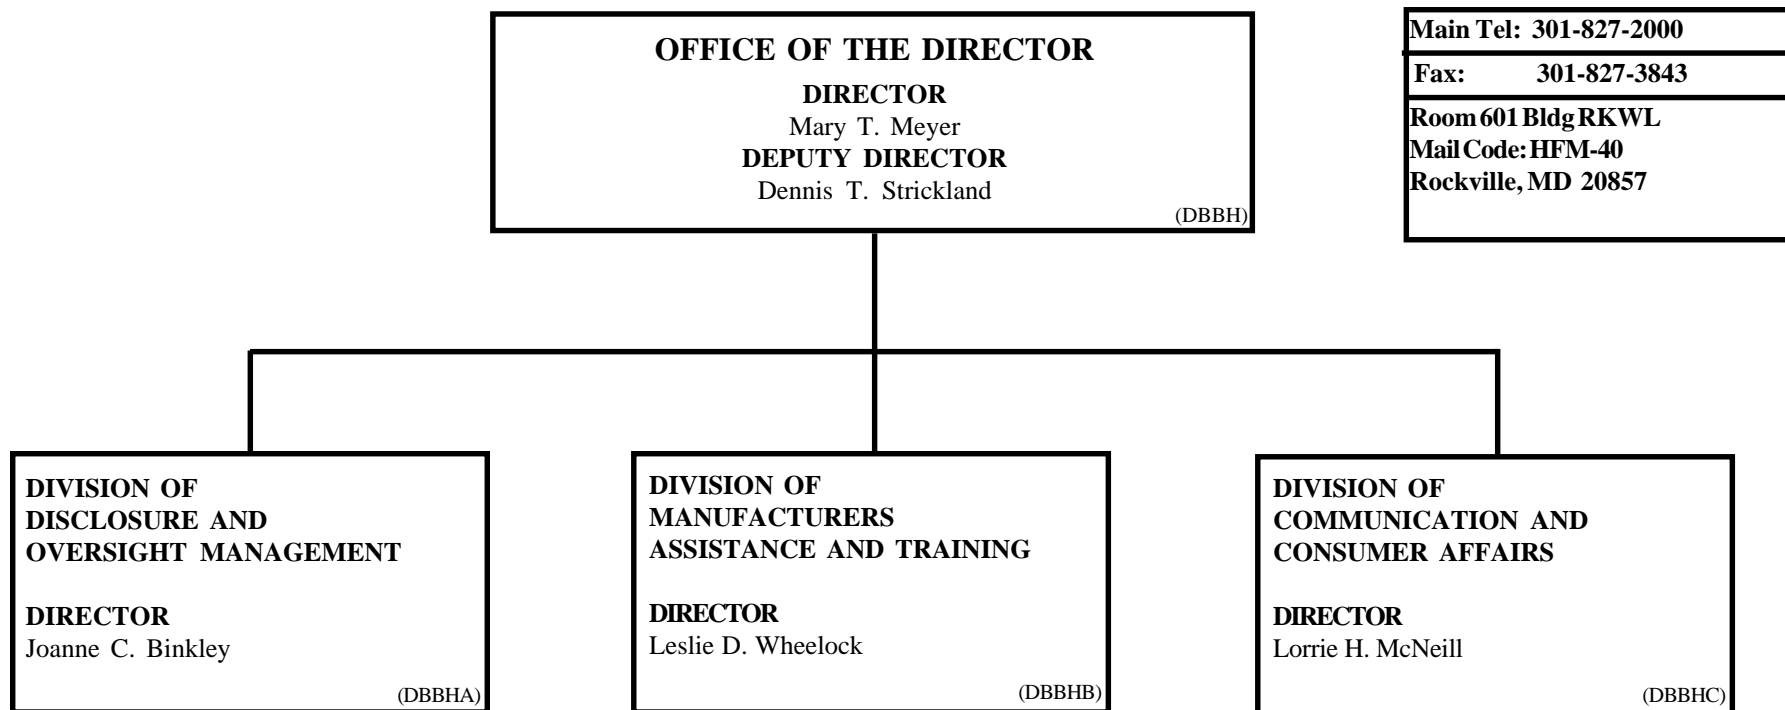 OFFICE OF THE DIRECTOR
DIRECTOR
Mary T. Meyer
DEPUTY DIRECTOR
Dennis T. Strickland
(DBBH)
Main Tel: 301-827-2000
Fax: 301-827-3843
Room 601 Bldg RKWL
Mail Code: HFM-40
Rockville, MD 20857
DIVISION OF
DISCLOSURE AND
OVERSIGHT MANAGEMENT
DIRECTOR
Joanne C. Binkley
(DBBHA)
DIVISION OF
MANUFACTURERS
ASSISTANCE AND TRAINING
DIRECTOR
Leslie D. Wheelock
(DBBHB)
DIVISION OF
COMMUNICATION AND
CONSUMER AFFAIRS
DIRECTOR
Lorrie H. McNeill
(DBBHC)